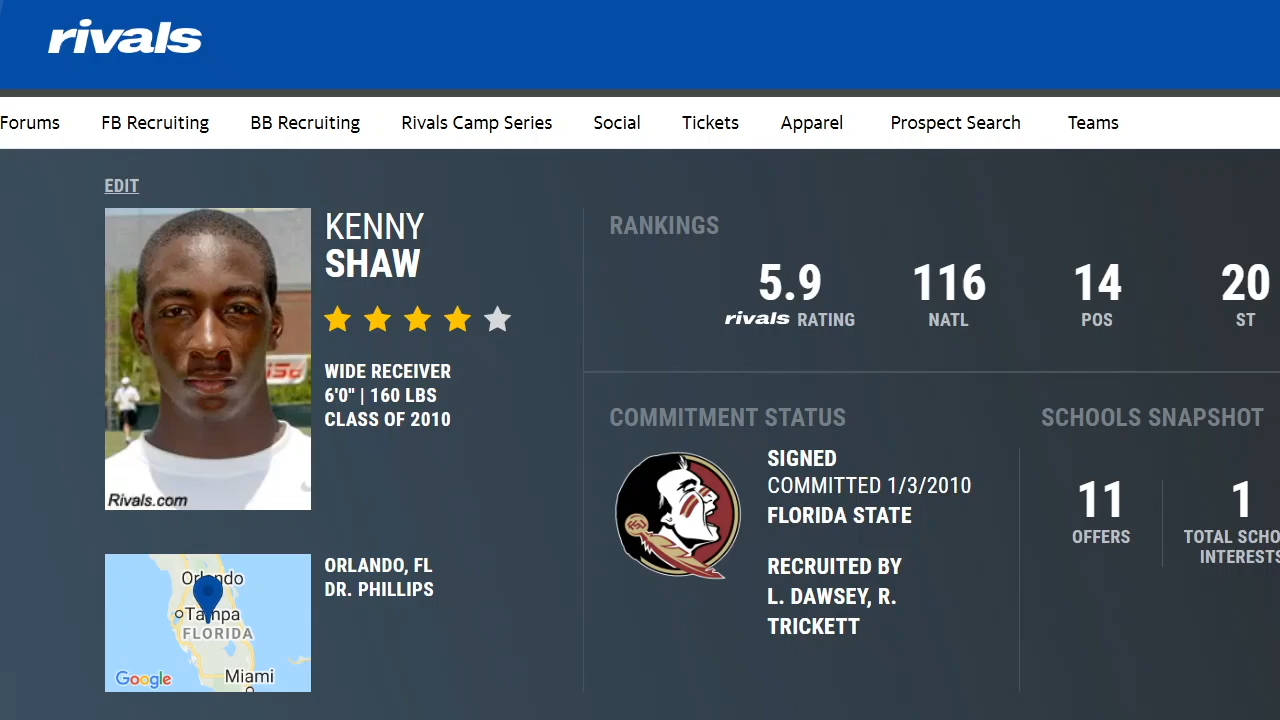 rivals
Forums FB Recruiting BB Recruiting Rivals Camp Series Social Tickets Apparel Prospect Search Teams
EDIT
Rivals.com
KENNY
SHAW
WIDE RECEIVER
6'0" | 160 LBS
CLASS OF 2010
Orlando
Tampa
FLORIDA
Miami
Google
ORLANDO, FL
DR. PHILLIPS
RANKINGS
5.9 116 14 20
rivals RATING NATL POS ST
COMMITMENT STATUS
SIGNED
COMMITTED 1/3/2010
FLORIDA STATE
RECRUITED BY
L. DAWSEY, R.
TRICKETT
SCHOOLS SNAPSHOT
11 1
OFFERS TOTAL SCHO
INTERESTS